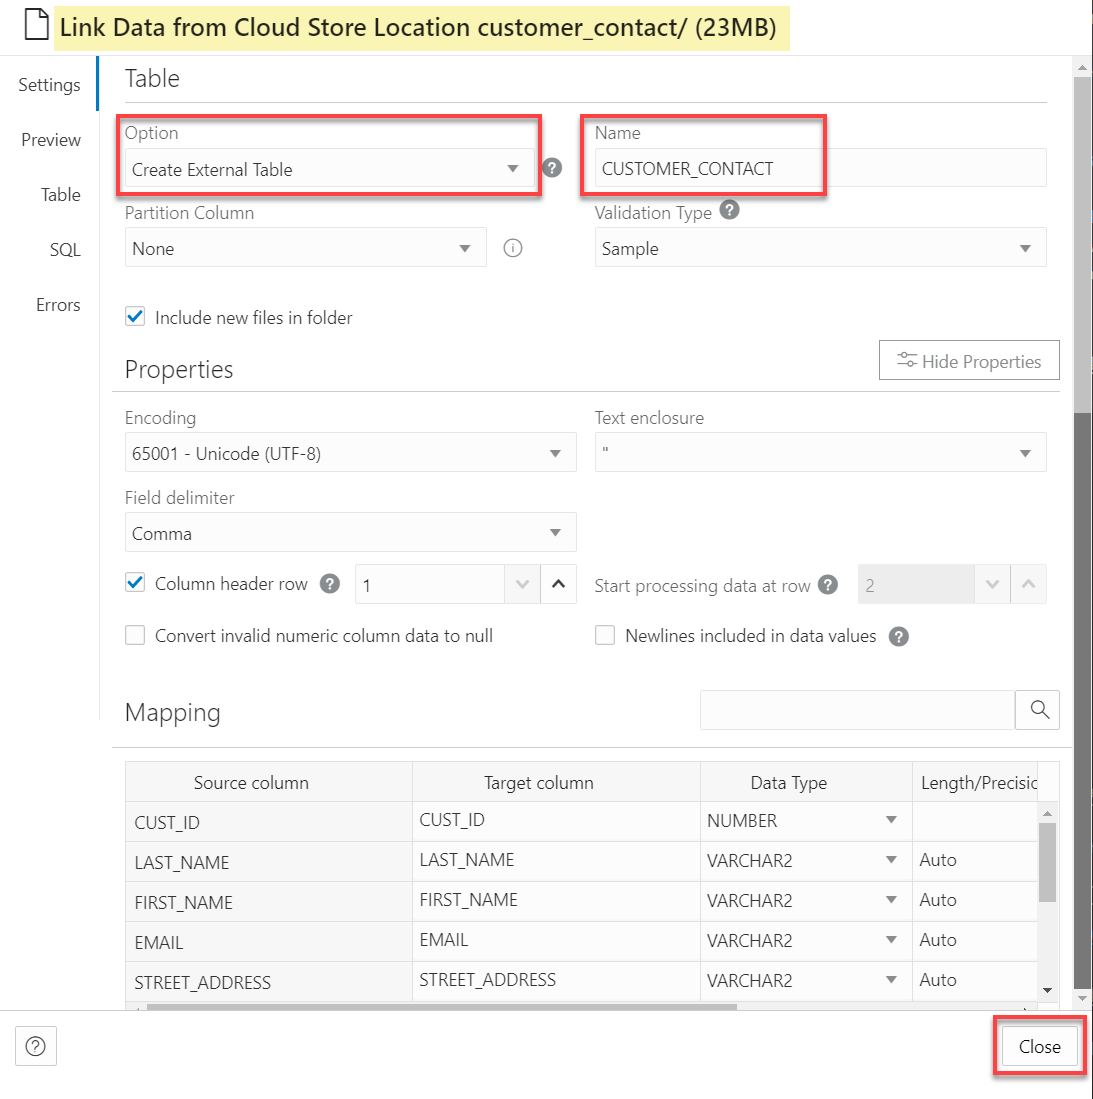 Link Data from Cloud Store Location customer_contact/ (23MB)
Settings
Preview
Table
SQL
Errors
Table
Option
Name
Create External Table
?
CUSTOMER_CONTACT
Partition Column
Validation Type ?
None
i
Sample
Include new files in folder
Properties
Hide Properties
Encoding
Text enclosure
65001 - Unicode (UTF-8)
"
Field delimiter
Comma
Column header row ? 1
Start processing data at row ? 2
Convert invalid numeric column data to null
Newlines included in data values ?
Mapping
Source column Target column Data Type Length/Precisio
CUST_ID CUST_ID NUMBER
LAST_NAME LAST_NAME VARCHAR2 Auto
FIRST_NAME FIRST_NAME VARCHAR2 Auto
EMAIL EMAIL VARCHAR2 Auto
STREET_ADDRESS STREET_ADDRESS VARCHAR2 Auto
?
Close